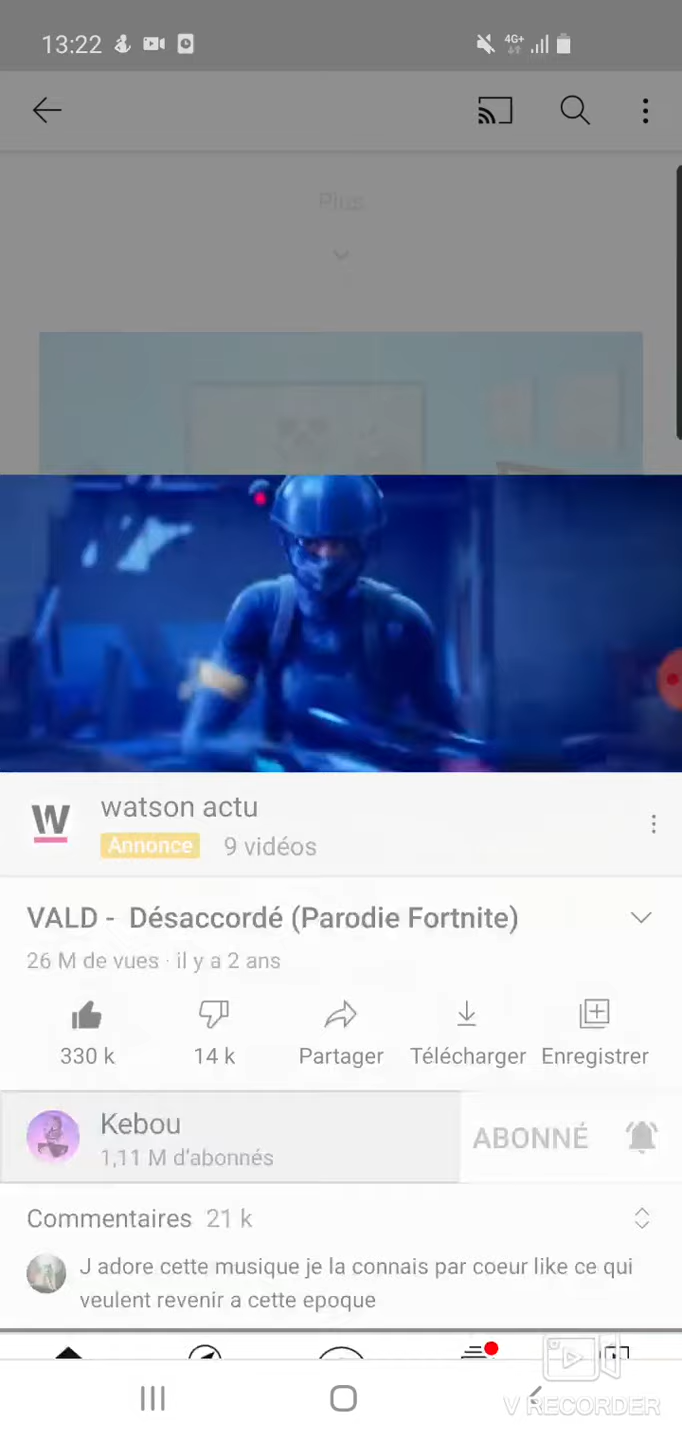 13:22
4G+
Plus
W
watson actu
Annonce 9 vidéos
VALD - Désaccordé (Parodie Fortnite)
26 M de vues · il y a 2 ans
330 k 14 k Partager Télécharger Enregistrer
Kebou
1,11 M d'abonnés
ABONNÉ
Commentaires 21 k
J adore cette musique je la connais par coeur like ce qui
veulent revenir a cette epoque
V RECORDER